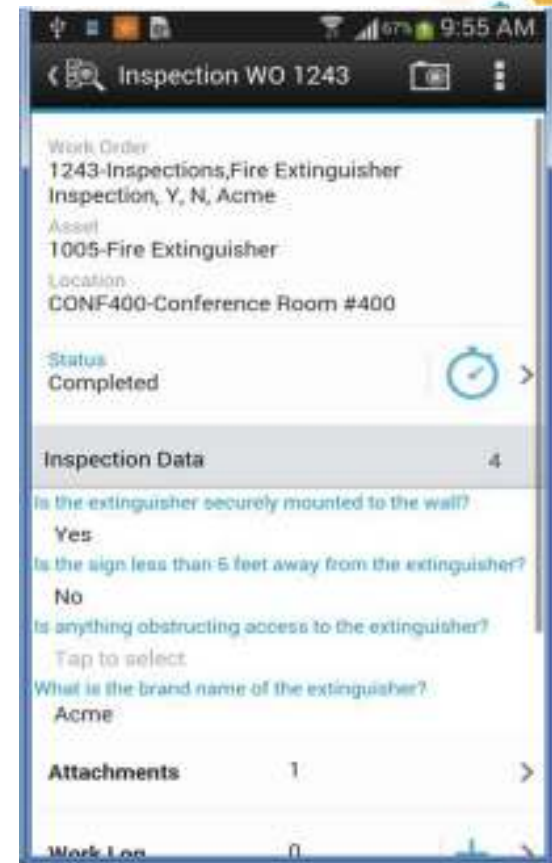 67% 9:55 AM
Inspection WO 1243
Work Order
1243-Inspections,Fire Extinguisher
Inspection, Y, N, Acme
Asset
1005-Fire Extinguisher
Location
CONF400-Conference Room #400
Status
Completed
Inspection Data 4
Is the extinguisher securely mounted to the wall?
Yes
Is the sign less than 5 feet away from the extinguisher?
No
Is anything obstructing access to the extinguisher?
Tap to select
What is the brand name of the extinguisher?
Acme
Attachments 1
Work Log 0